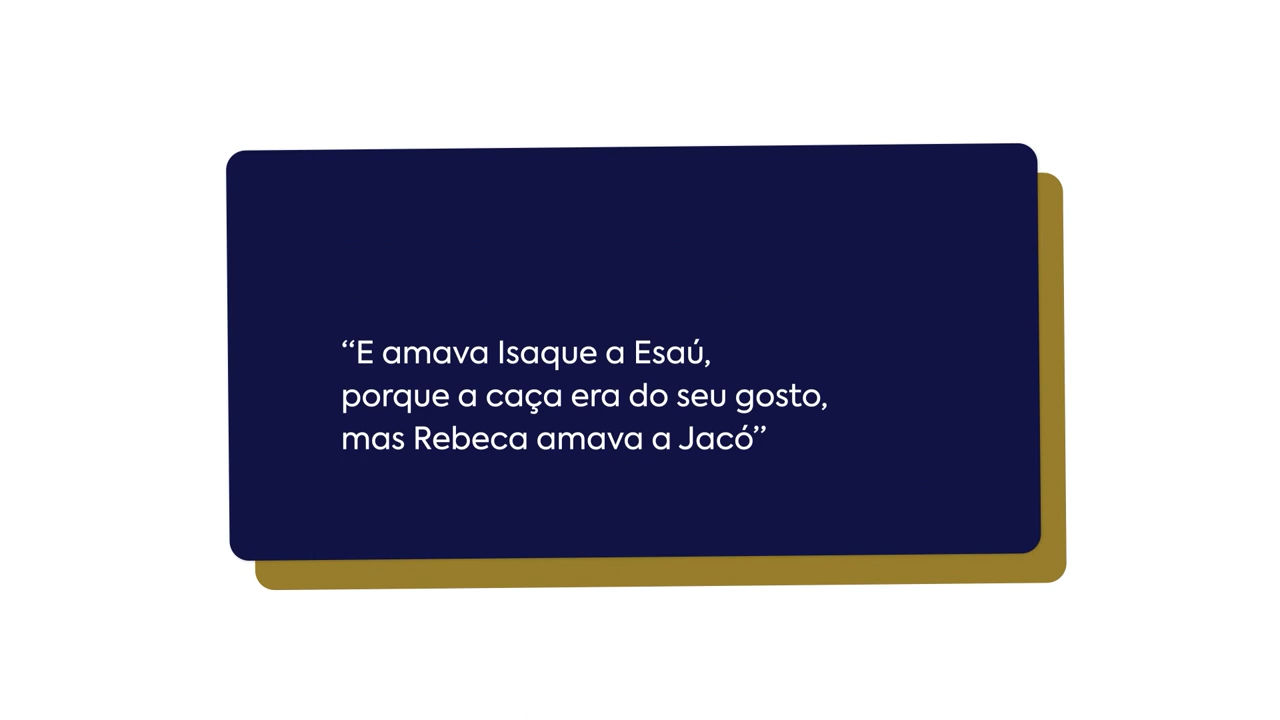 “E amava Isaque a Esaú,
porque a caça era do seu gosto,
mas Rebeca amava a Jacó”